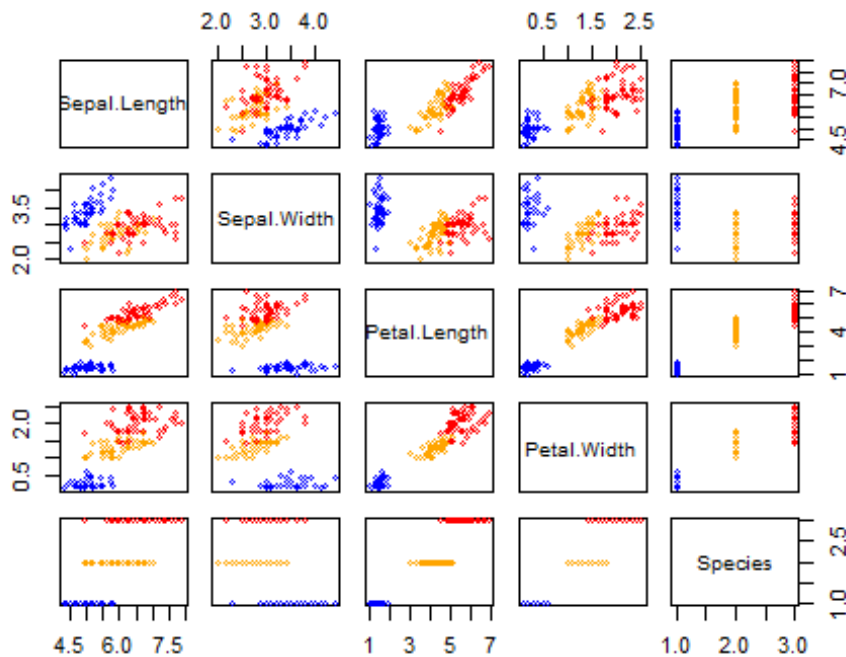 2.0 3.0 4.0 0.5 1.5 2.5
Sepal.Length 4.5 7.0
2.0 3.5 Sepal.Width
Petal.Length 1 4 7
0.5 2.0 Petal.Width
Species 1.0 2.5
4.5 6.0 7.5 1 3 5 7 1.0 2.0 3.0